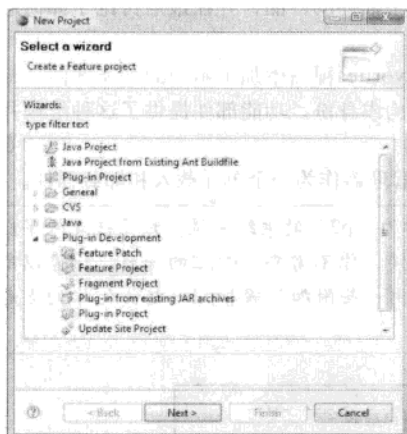 New Project
Select a wizard
Create a Feature project
Wizards:
type filter text
Java Project
Java Project from Existing Ant Buildfile
Plug-in Project
General
CVS
Java
Plug-in Development
Feature Patch
Feature Project
Fragment Project
Plug-in from existing JAR archives
Plug-in Project
Update Site Project
< Back
Next >
Finish
Cancel